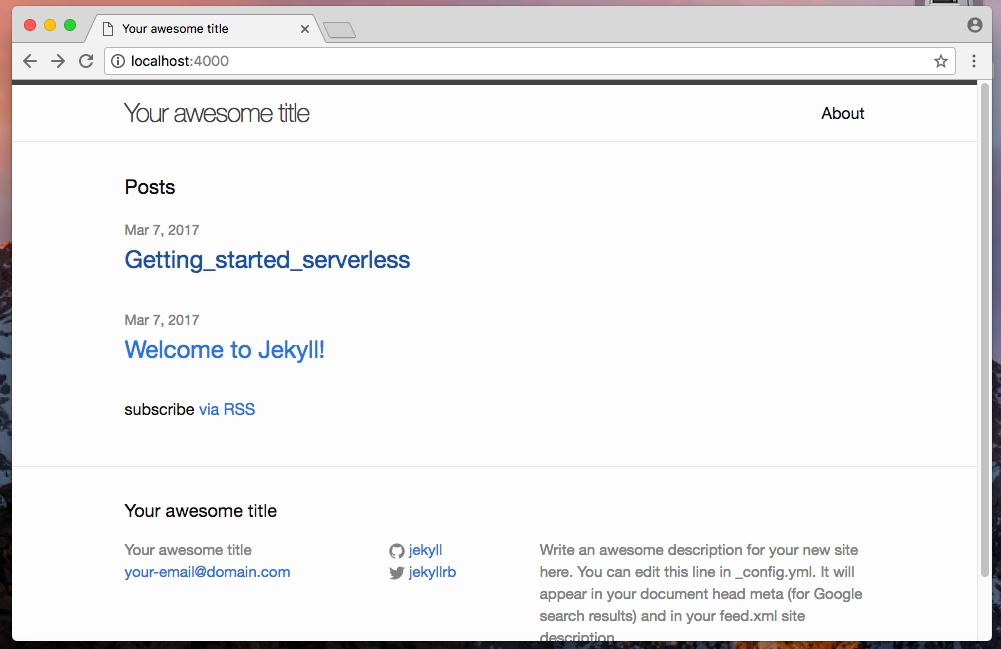 Your awesome title
localhost:4000
Your awesome title
About
Posts
Mar 7, 2017
Getting_started_serverless
Mar 7, 2017
Welcome to Jekyll!
subscribe via RSS
Your awesome title
Your awesome title
your-email@domain.com
jekyll
jekyllrb
Write an awesome description for your new site
here. You can edit this line in _config.yml. It will
appear in your document head meta (for Google
search results) and in your feed.xml site
description.